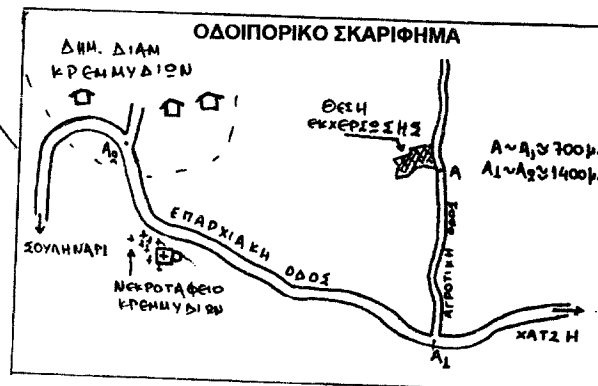 ΟΔΟΙΠΟΡΙΚΟ ΣΚΑΡΙΦΗΜΑ
ΔΗΜ. ΔΙΑΜ
ΚΡΕΜΜΥΔΙΩΝ
ΘΕΣΗ
ΕΚΧΕΡΣΩΣΗΣ
A~A₁≈700μ.
A1~A2≈1400μ.
A2
A
ΣΟΥΛΗΝΑΡΙ
ΕΠΑΡΧΙΑΚΗ
ΟΔΟΣ
ΑΓΡΟΤΙΚΗ ΟΔΟΣ
ΝΕΚΡΟΤΑΦΕΙΟ
ΚΡΕΜΜΥΔΙΩΝ
ΧΑΤΖΗ
A1